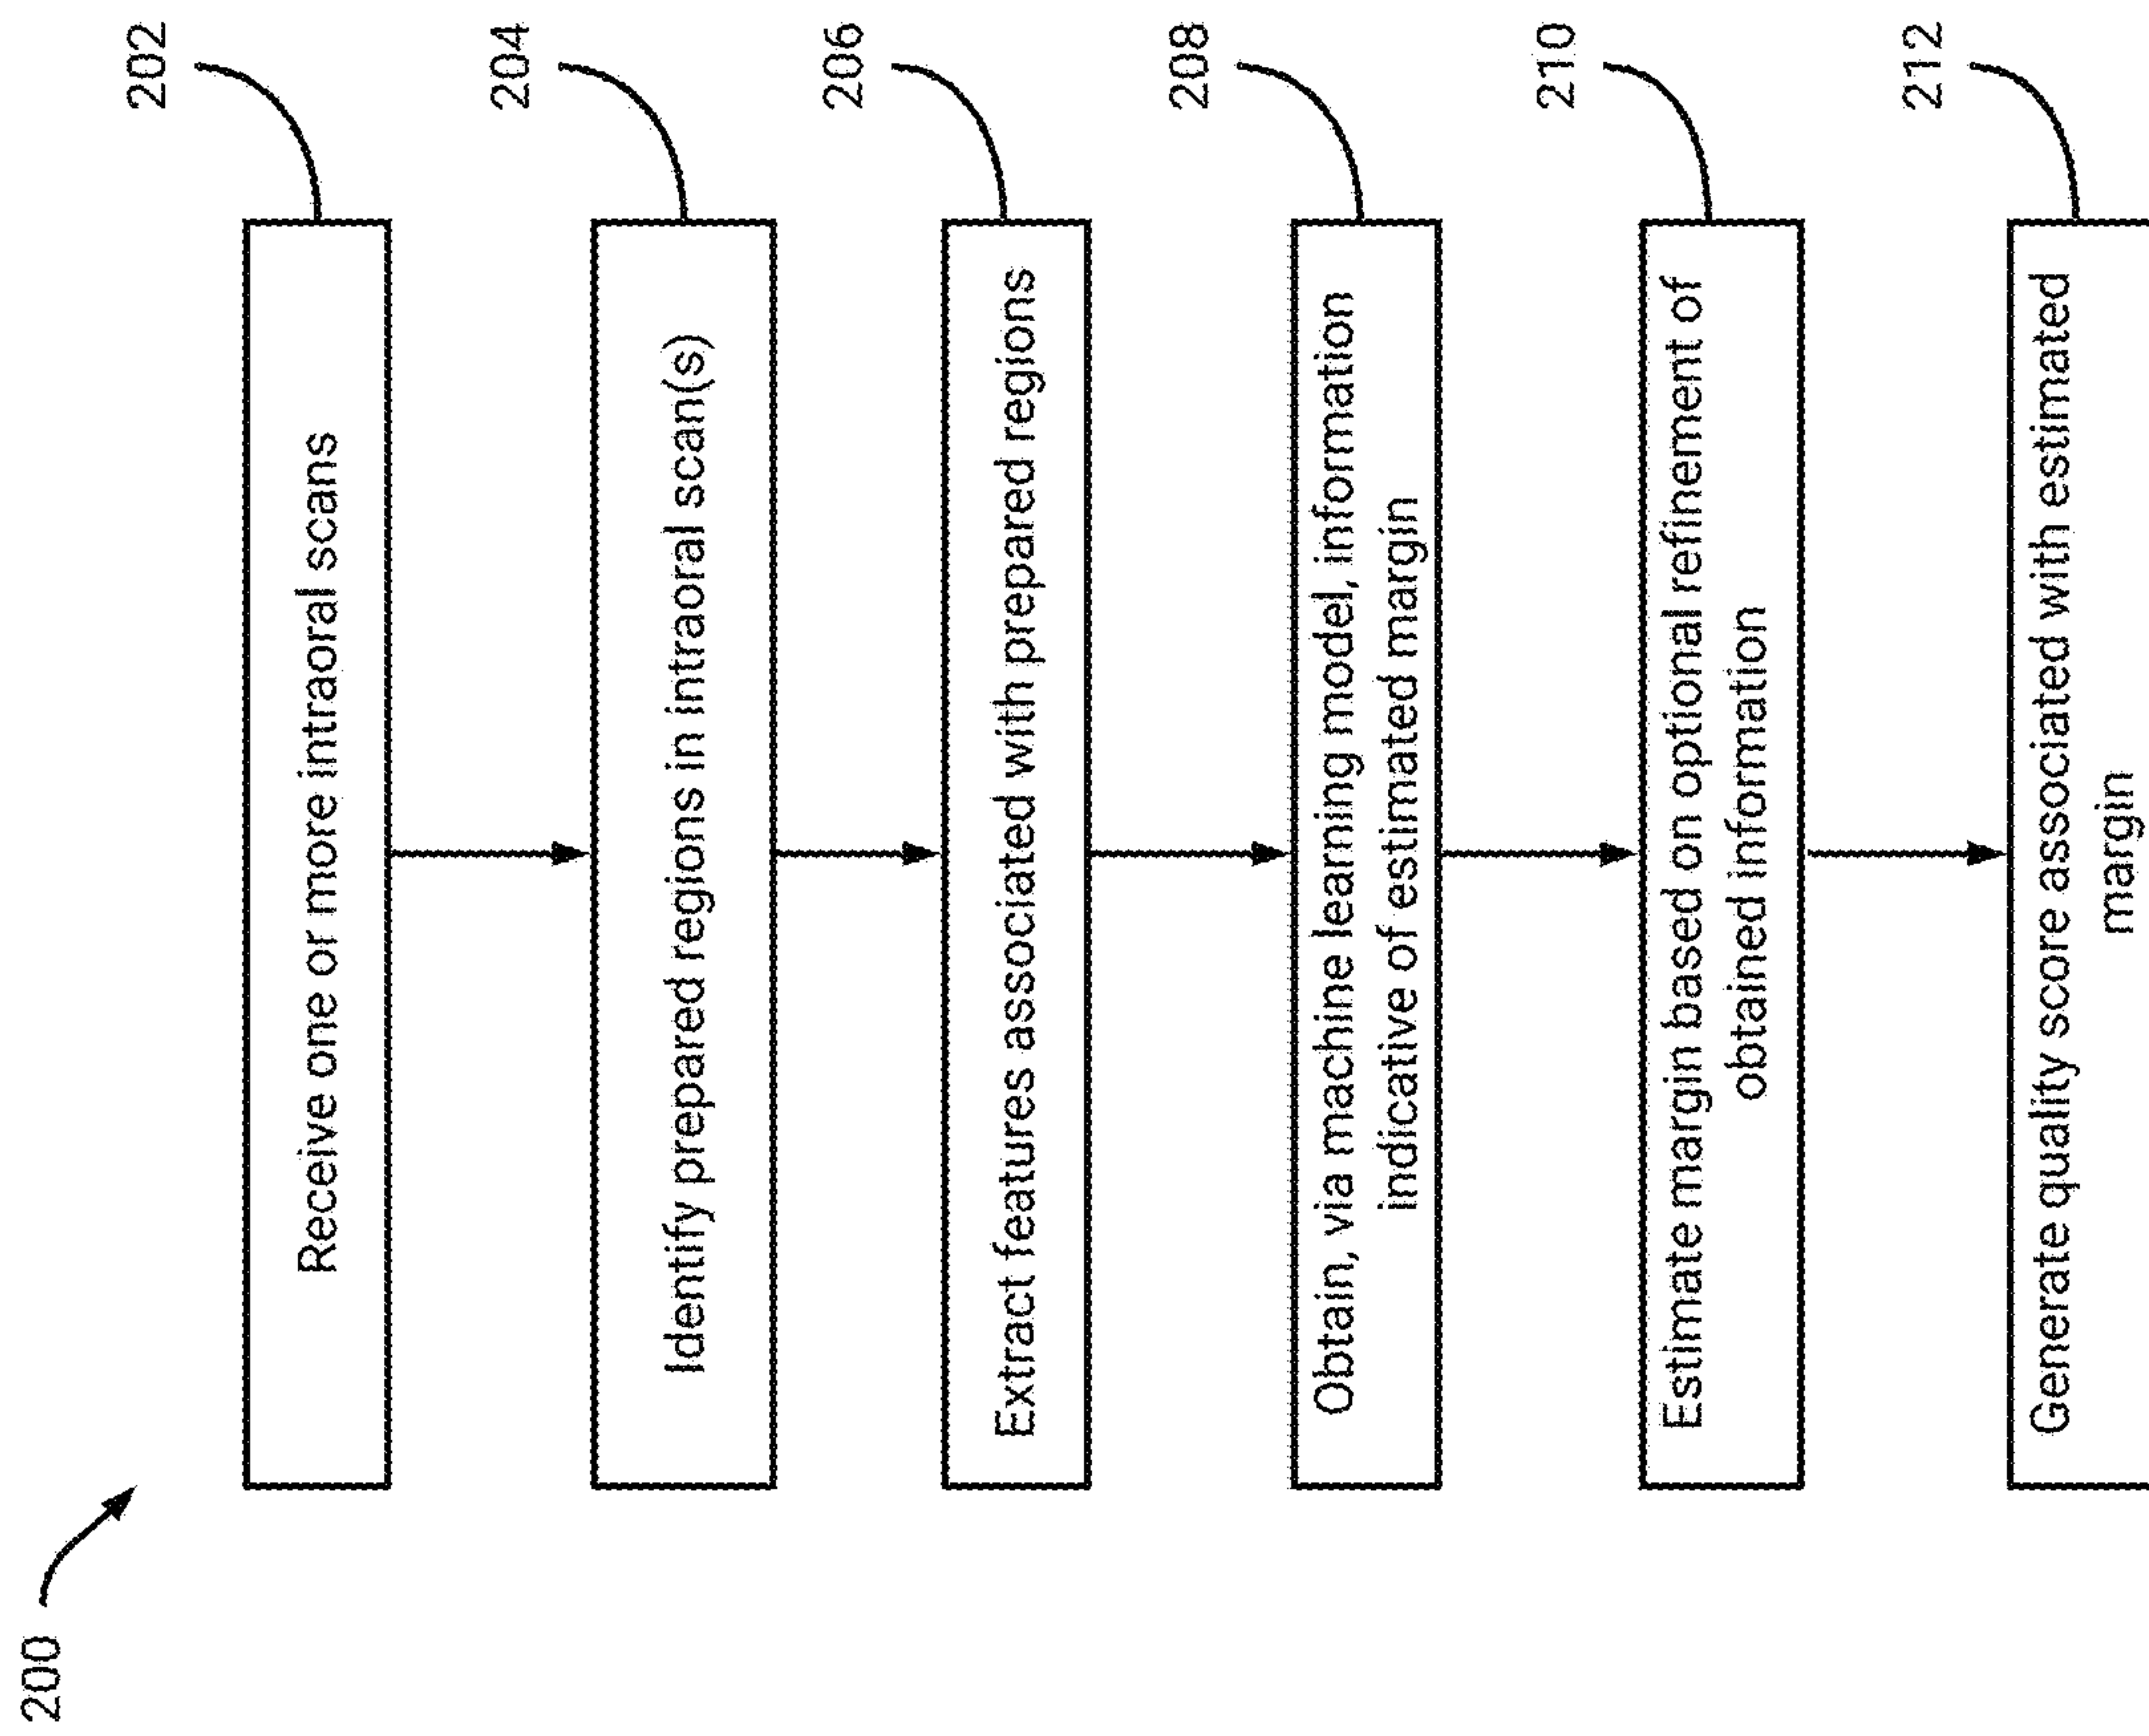 200
202
Receive one or more intraoral scans
204
Identify prepared regions in intraoral scan(s)
206
Extract features associated with prepared regions
208
Obtain, via machine learning model, information
indicative of estimated margin
210
Estimate margin based on optional refinement of
obtained information
212
Generate quality score associated with estimated
margin